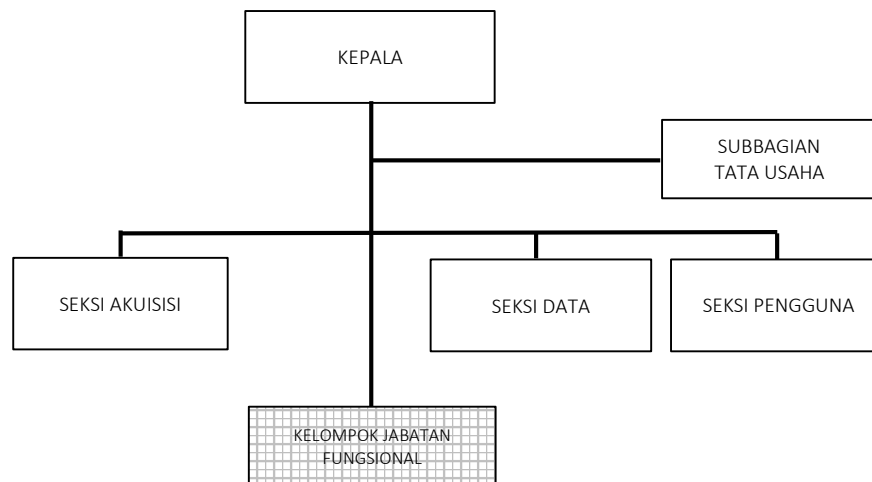 KEPALA
SUBBAGIAN
TATA USAHA
SEKSI AKUISISI
SEKSI DATA
SEKSI PENGGUNA
KELOMPOK JABATAN
FUNGSIONAL